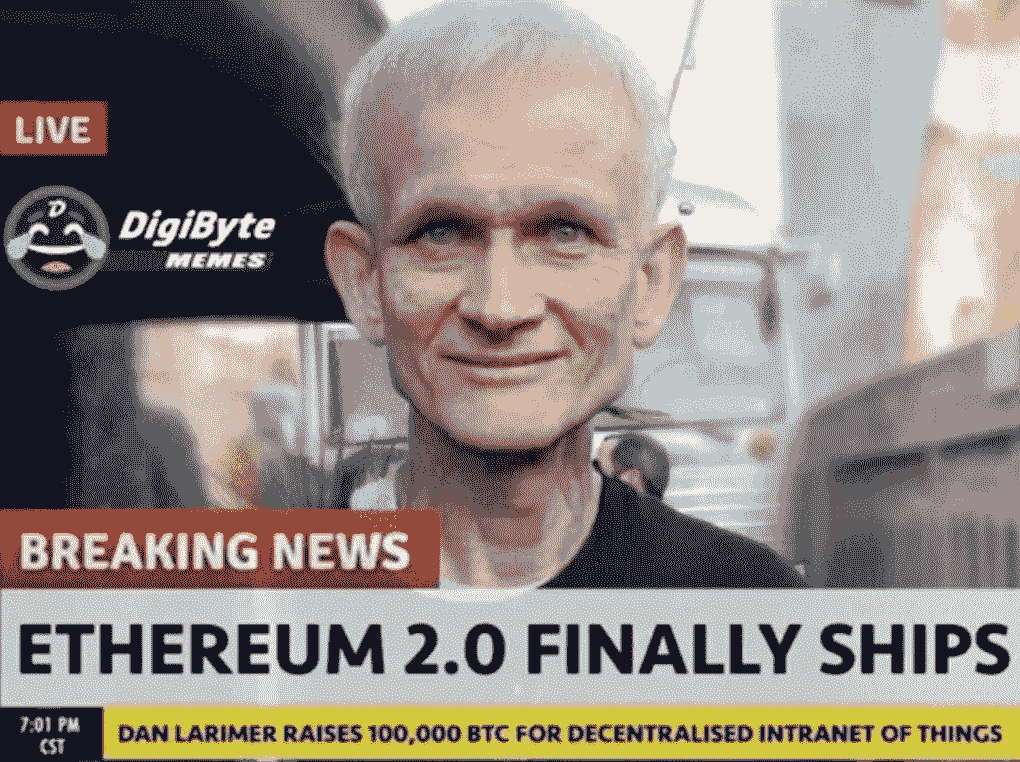 LIVE
D
DigiByte
MEMES
BREAKING NEWS
ETHEREUM 2.0 FINALLY SHIPS
7:01 PM
CST
DAN LARIMER RAISES 100,000 BTC FOR DECENTRALISED INTRANET OF THINGS